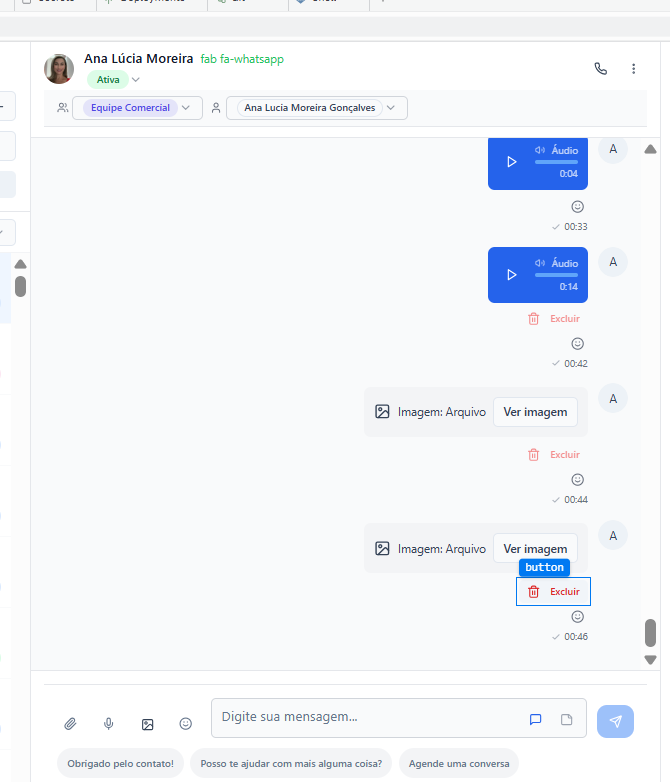 Ana Lúcia Moreira fab fa-whatsapp
Ativa
Equipe Comercial Ana Lucia Moreira Gonçalves
Áudio A
0:04
00:33
Áudio A
0:14
Excluir
00:42
Imagem: Arquivo Ver imagem A
Excluir
00:44
Imagem: Arquivo Ver imagem A
button
Excluir
00:46
Digite sua mensagem...
Obrigado pelo contato! Posso te ajudar com mais alguma coisa? Agende uma conversa